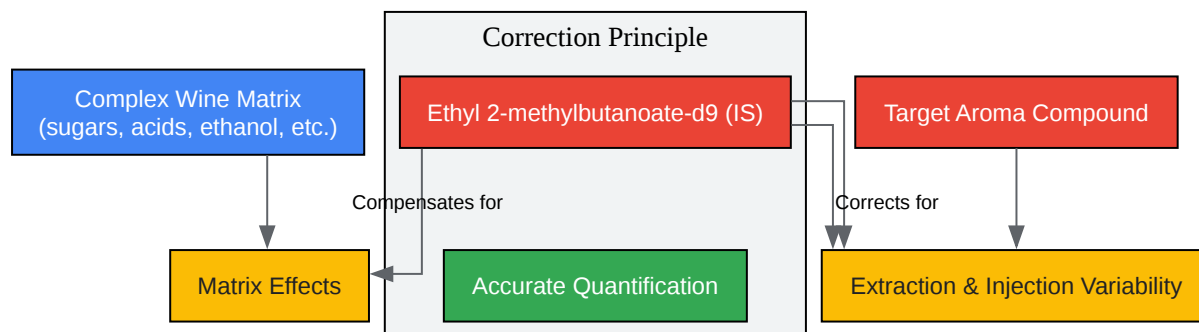 Correction Principle
Complex Wine Matrix
(sugars, acids, ethanol, etc.)
Ethyl 2-methylbutanoate-d9 (IS)
Target Aroma Compound
Compensates for
Corrects for
Matrix Effects
Accurate Quantification
Extraction & Injection Variability